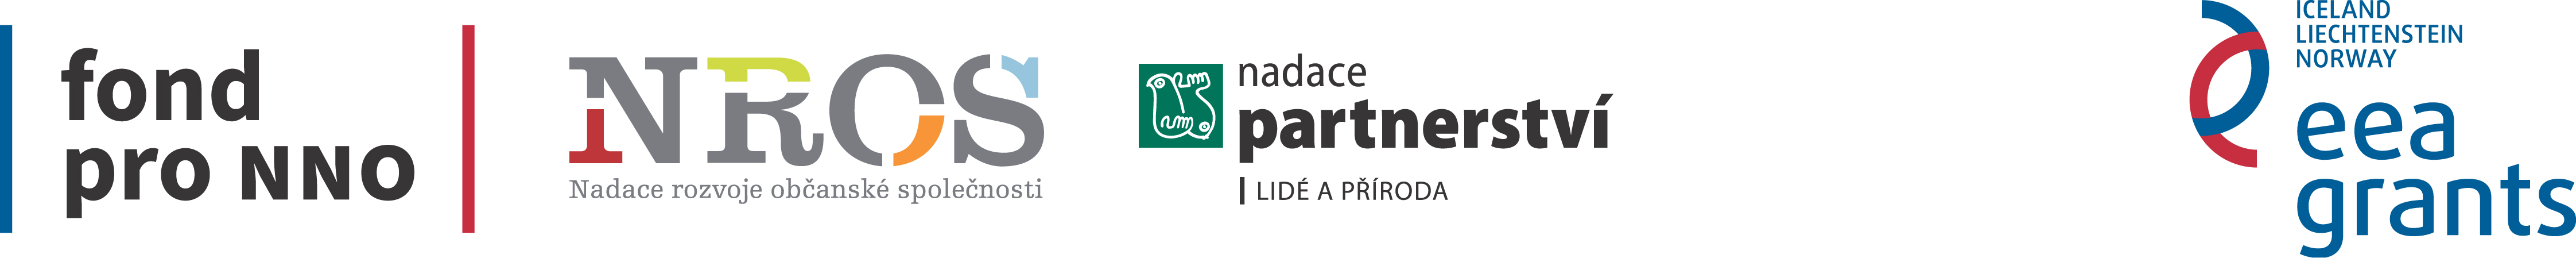 fond
pro NNO
NROS
Nadace rozvoje občanské společnosti
nadace
partnerství
LIDÉ A PŘÍRODA
ICELAND
LIECHTENSTEIN
NORWAY
eea
grants